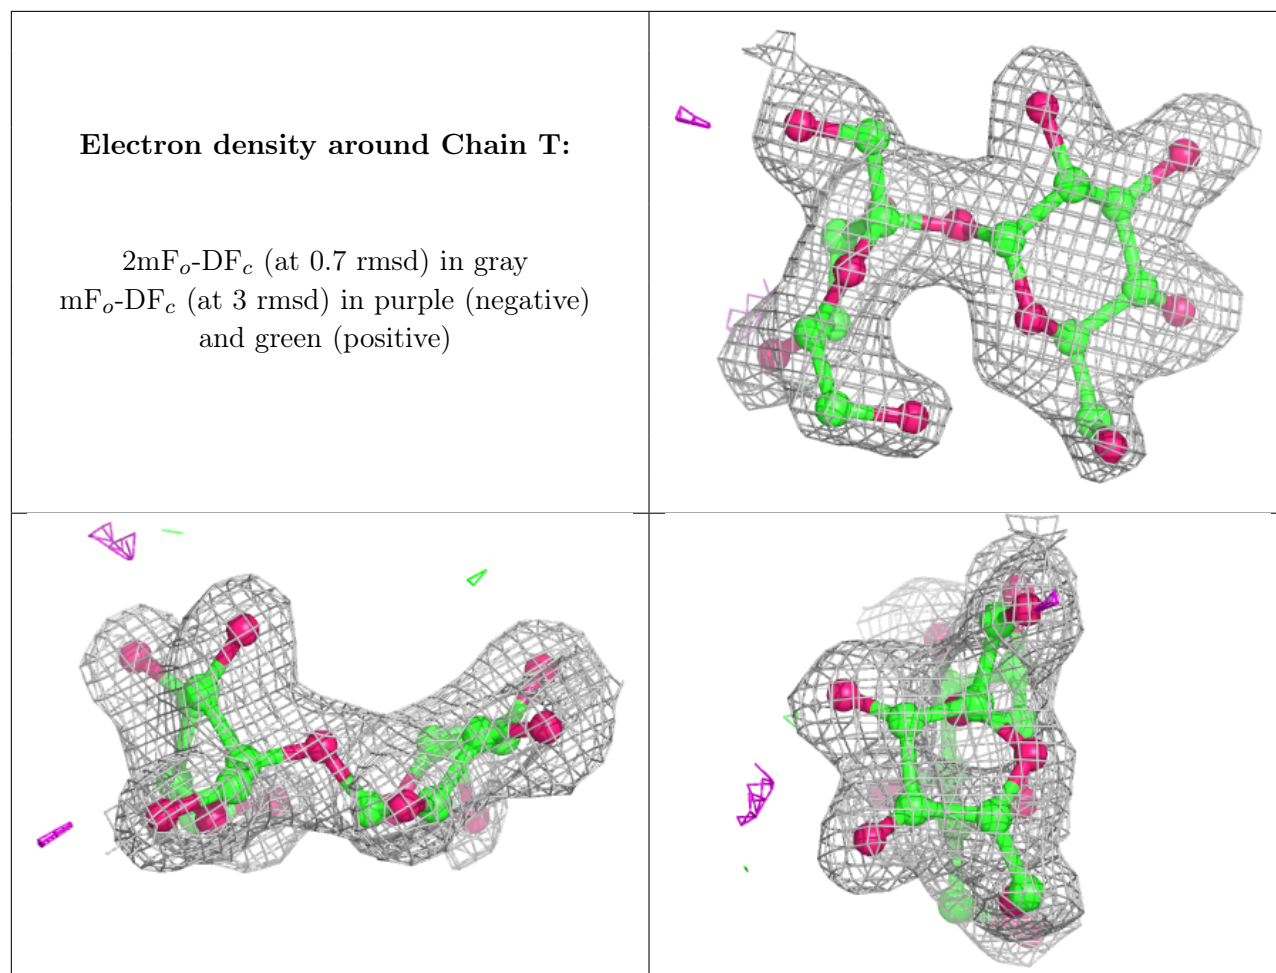 Electron density around Chain T:
2mFo-DFc (at 0.7 rmsd) in gray
mFo-DFc (at 3 rmsd) in purple (negative)
and green (positive)